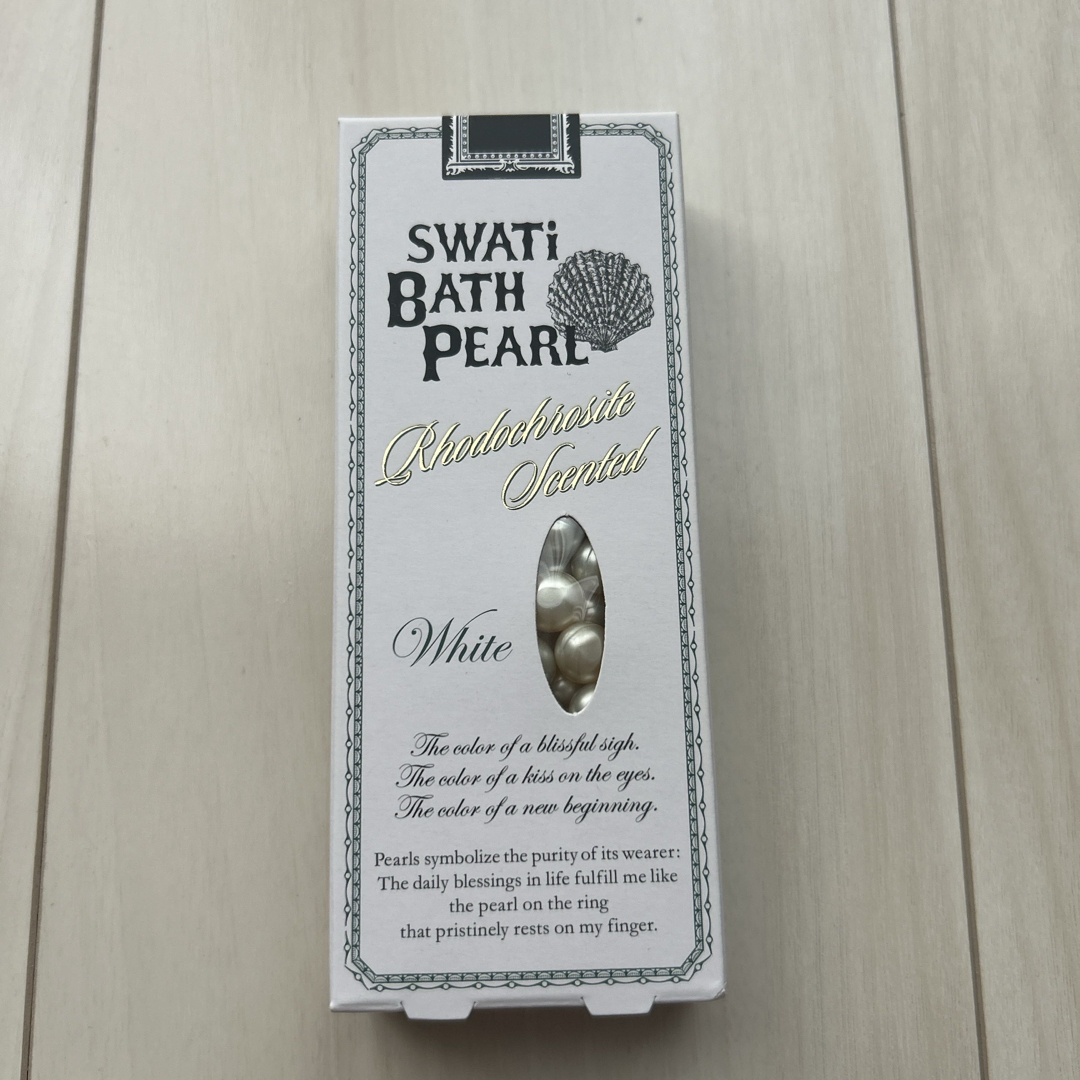 SWATi
BATH
PEARL
Rhodochrosite
Scented
White
The color of a blissful sigh.
The color of a kiss on the eyes.
The color of a new beginning.
Pearls symbolize the purity of its wearer:
The daily blessings in life fulfill me like
the pearl on the ring
that pristinely rests on my finger.